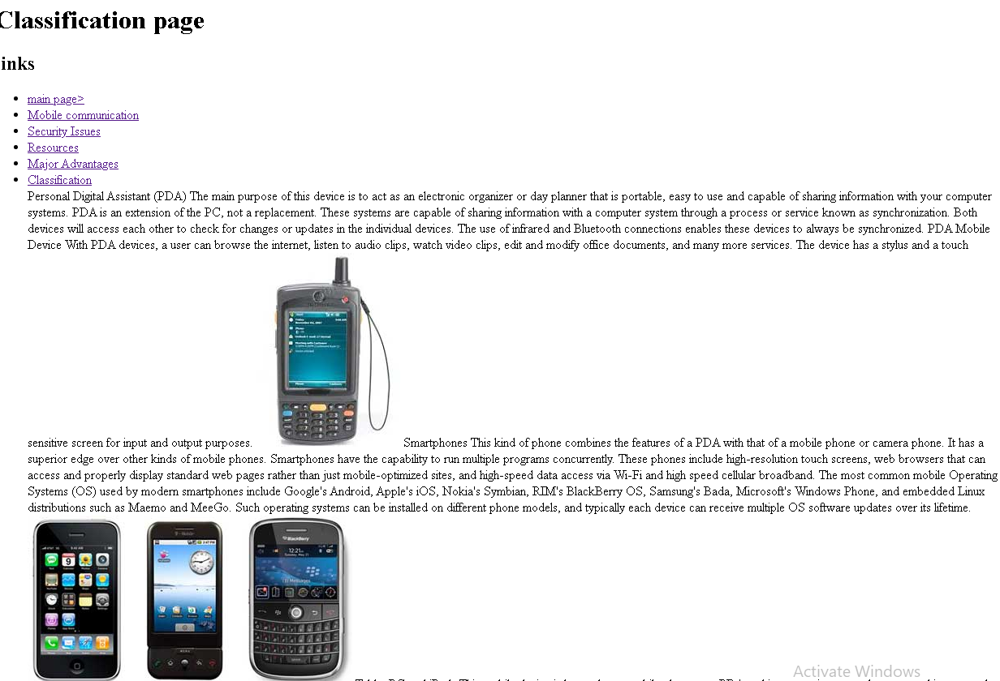 Classification page
inks
main page>
Mobile communication
Security Issues
Resources
Major Advantages
Classification
Personal Digital Assistant (PDA) The main purpose of this device is to act as an electronic organizer or day planner that is portable, easy to use and capable of sharing information with your computer
systems. PDA is an extension of the PC, not a replacement. These systems are capable of sharing information with a computer system through a process or service known as synchronization. Both
devices will access each other to check for changes or updates in the individual devices. The use of infrared and Bluetooth connections enables these devices to always be synchronized. PDA Mobile
Device With PDA devices, a user can browse the internet, listen to audio clips, watch video clips, edit and modify office documents, and many more services. The device has a stylus and a touch
sensitive screen for input and output purposes.
Smartphones This kind of phone combines the features of a PDA with that of a mobile phone or camera phone. It has a
superior edge over other kinds of mobile phones. Smartphones have the capability to run multiple programs concurrently. These phones include high-resolution touch screens, web browsers that can
access and properly display standard web pages rather than just mobile-optimized sites, and high-speed data access via Wi-Fi and high speed cellular broadband. The most common mobile Operating
Systems (OS) used by modern smartphones include Google's Android, Apple's iOS, Nokia's Symbian, RIM's BlackBerry OS, Samsung's Bada, Microsoft's Windows Phone, and embedded Linux
distributions such as Maemo and MeeGo. Such operating systems can be installed on different phone models, and typically each device can receive multiple OS software updates over its lifetime.
BlackBerry
12:21
Activate Windows